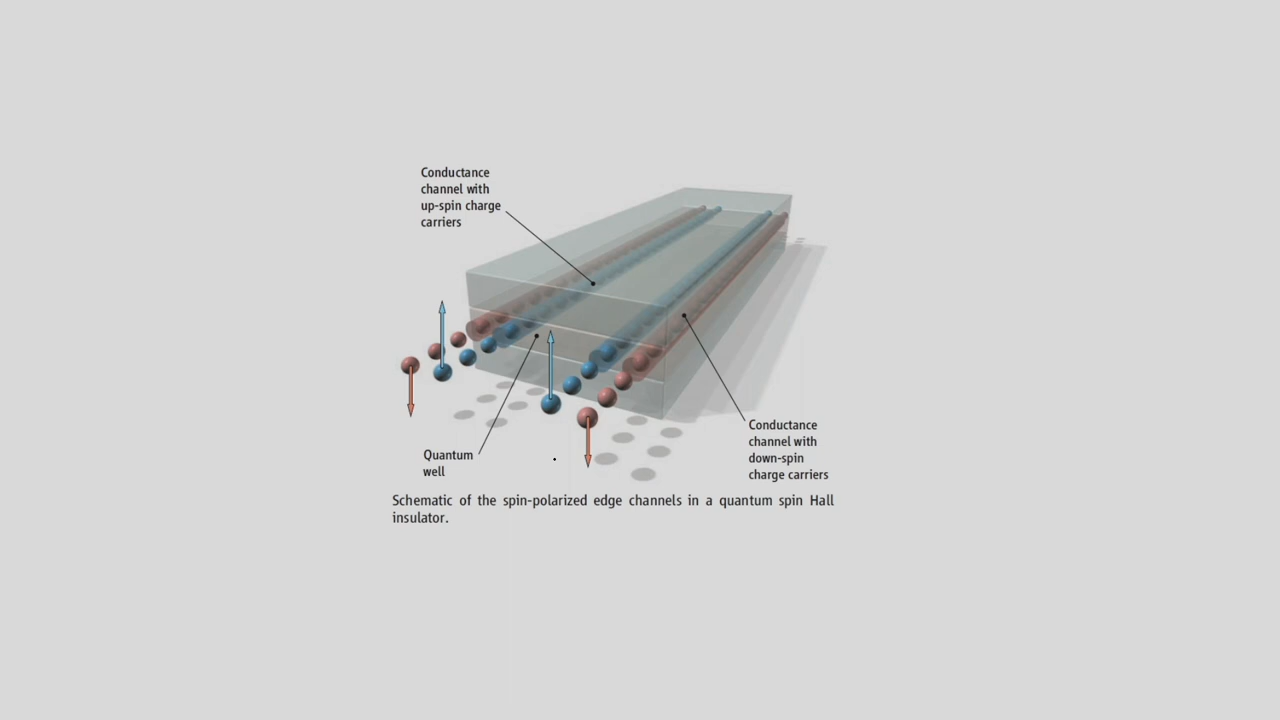 Conductance
channel with
up-spin charge
carriers
Quantum
well
Conductance
channel with
down-spin
charge carriers
Schematic of the spin-polarized edge channels in a quantum spin Hall
insulator.